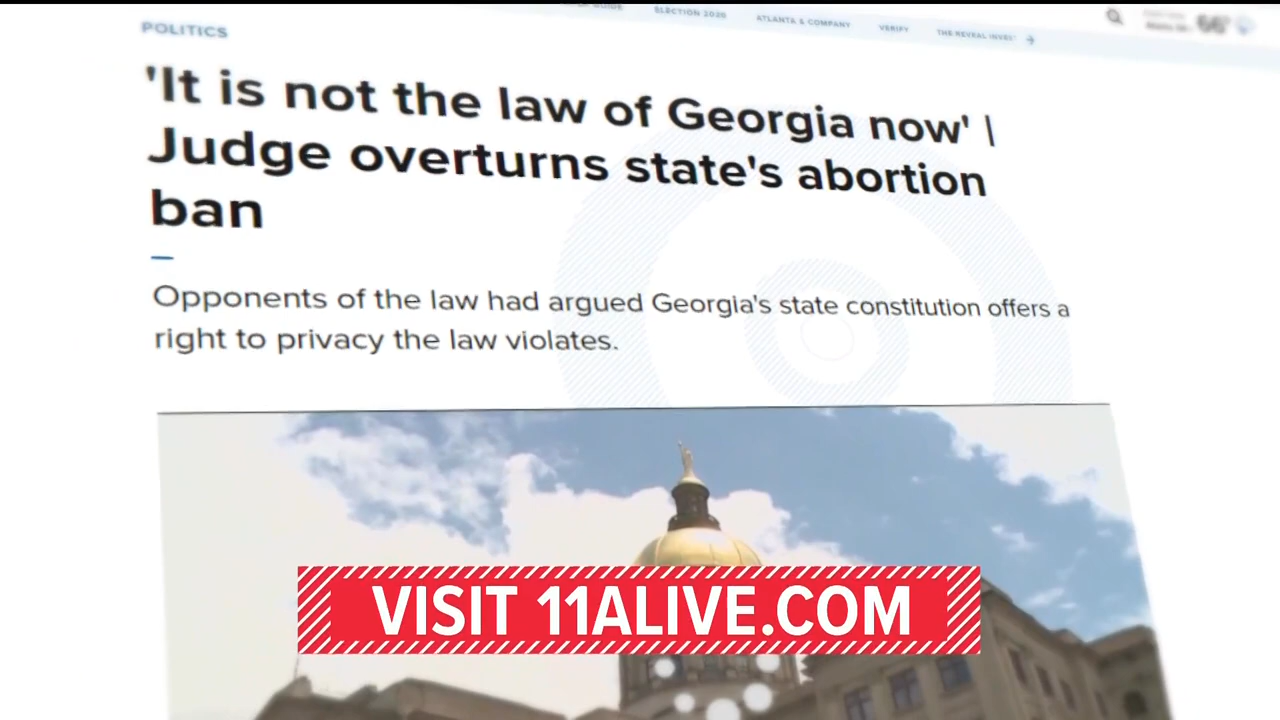 ELECTION 2020
ATLANTA & COMPANY
VERIFY
66°
POLITICS
'It is not the law of Georgia now' |
Judge overturns state's abortion
ban
Opponents of the law had argued Georgia's state constitution offers a
right to privacy the law violates.
VISIT 11ALIVE.COM